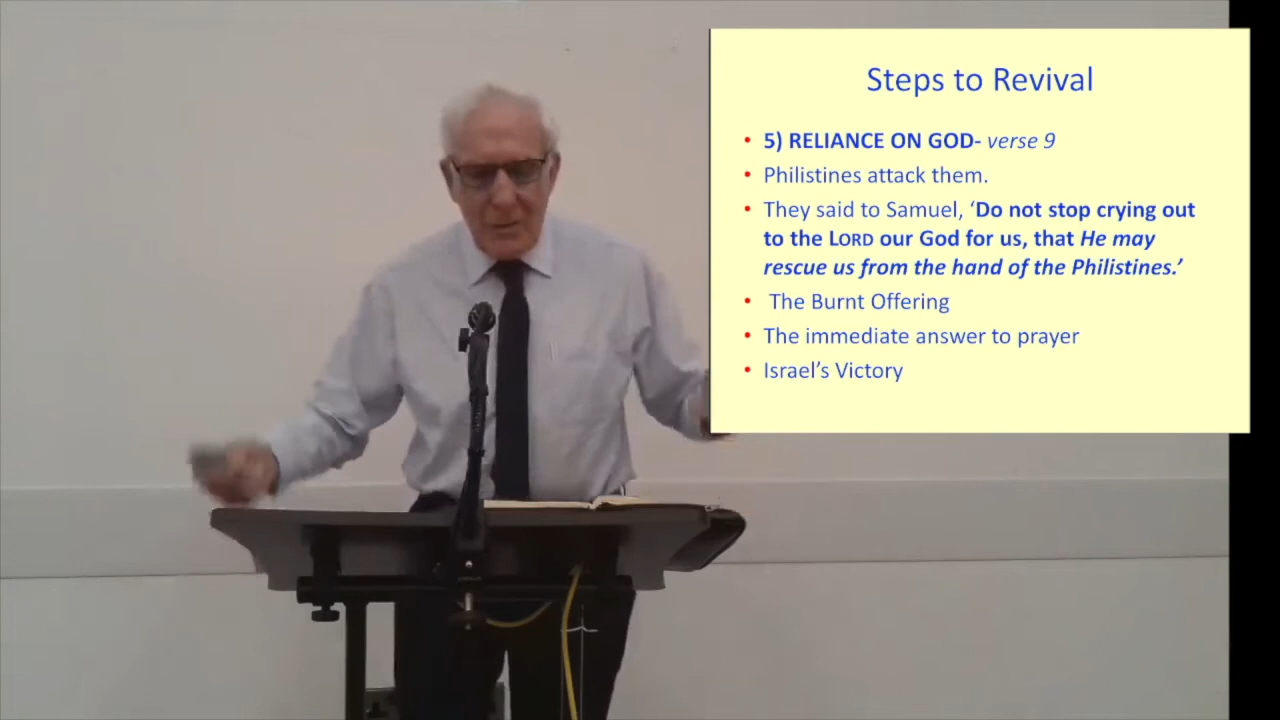 Steps to Revival
• 5) RELIANCE ON GOD- verse 9
• Philistines attack them.
• They said to Samuel, ‘Do not stop crying out
to the LORD our God for us, that He may
rescue us from the hand of the Philistines.’
• The Burnt Offering
• The immediate answer to prayer
• Israel’s Victory